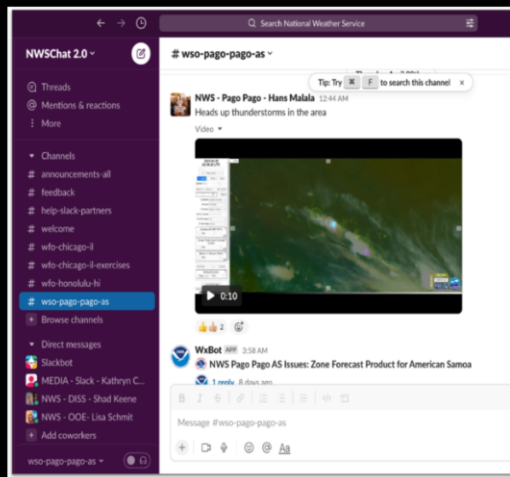 Search National Weather Service
NWSChat 2.0
# wso-pago-pago-as
Tip: Try ⌘ F to search this channel ×
Threads
Mentions & reactions
More
NWS - Pago Pago - Hans Malala 12:44 AM
Heads up thunderstorms in the area
Video
Channels
# announcements-all
# feedback
# help-slack-partners
# welcome
# wfo-chicago-il
# wfo-chicago-il-exercises
# wfo-honolulu-hi
# wso-pago-pago-as
Browse channels
0:10
2
Direct messages
Slackbot
MEDIA - Slack - Kathryn C...
NWS - DISS - Shad Keene
NWS - OOE- Lisa Schmit
Add coworkers
WxBot APP 3:58 AM
NWS Pago Pago AS Issues: Zone Forecast Product for American Samoa
1 reply 8 days ago
B I S
Message #wso-pago-pago-as
Aa
wso-pago-pago-as